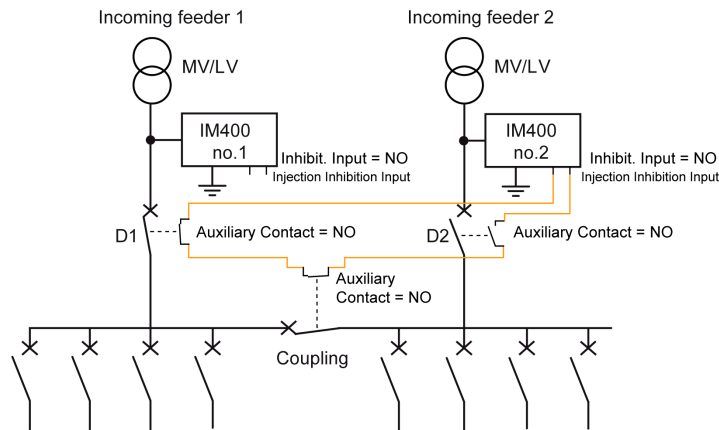 Incoming feeder 1
Incoming feeder 2
MV/LV
MV/LV
IM400
no.1
Inhibit. Input = NO
Injection Inhibition Input
IM400
no.2
Inhibit. Input = NO
Injection Inhibition Input
D1
Auxiliary Contact = NO
D2
Auxiliary Contact = NO
Auxiliary
Contact = NO
Coupling